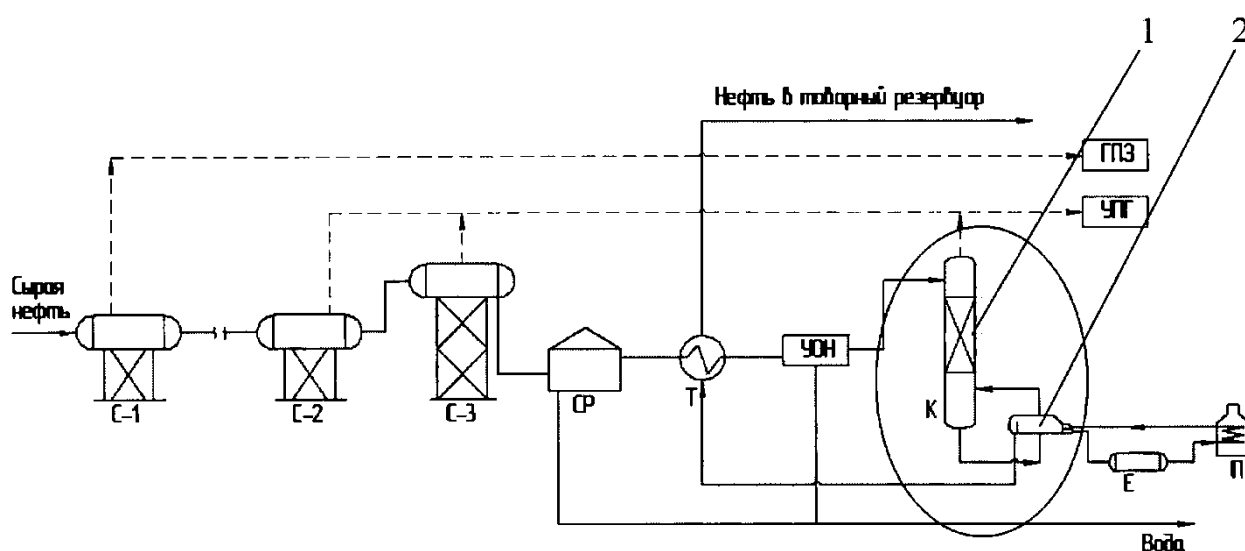 1
2
Нефть в товарный резервуар
ГПЗ
УПГ
Сырая
нефть
УОН
С-1
С-2
С-3
СР
Т
К
Е
П
Вода